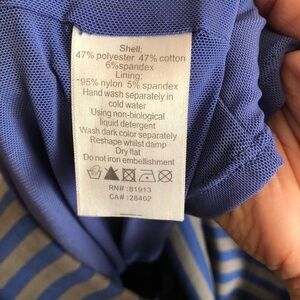 Shell:
47% polyester 47% cotton
6%spandex
Lining:
95% nylon 5% spandex
Hand wash separately in
cold water
Using non-biological
liquid detergent
Wash dark color separately
Reshape whilst damp
Dry flat
Do not iron embellishment
RN#:81913
CA#:28402